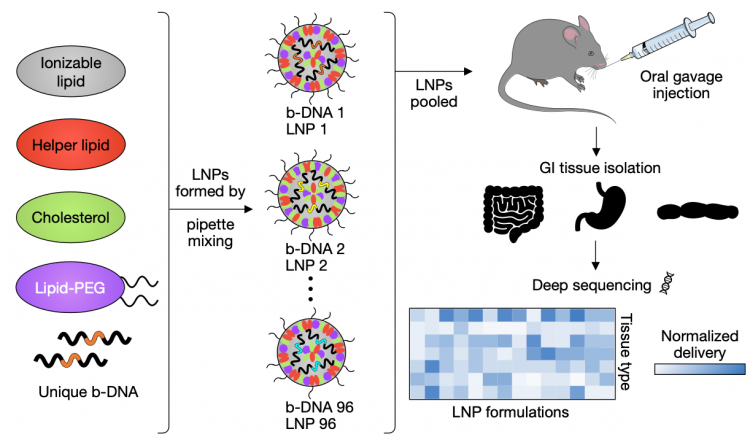 Ionizable
lipid
Helper lipid
Cholesterol
Lipid-PEG
Unique b-DNA
LNPs
formed by
pipette
mixing
b-DNA 1
LNP 1
b-DNA 2
LNP 2
b-DNA 96
LNP 96
LNPs
pooled
Oral gavage
injection
GI tissue isolation
Deep sequencing
Tissue type
LNP formulations
Normalized
delivery